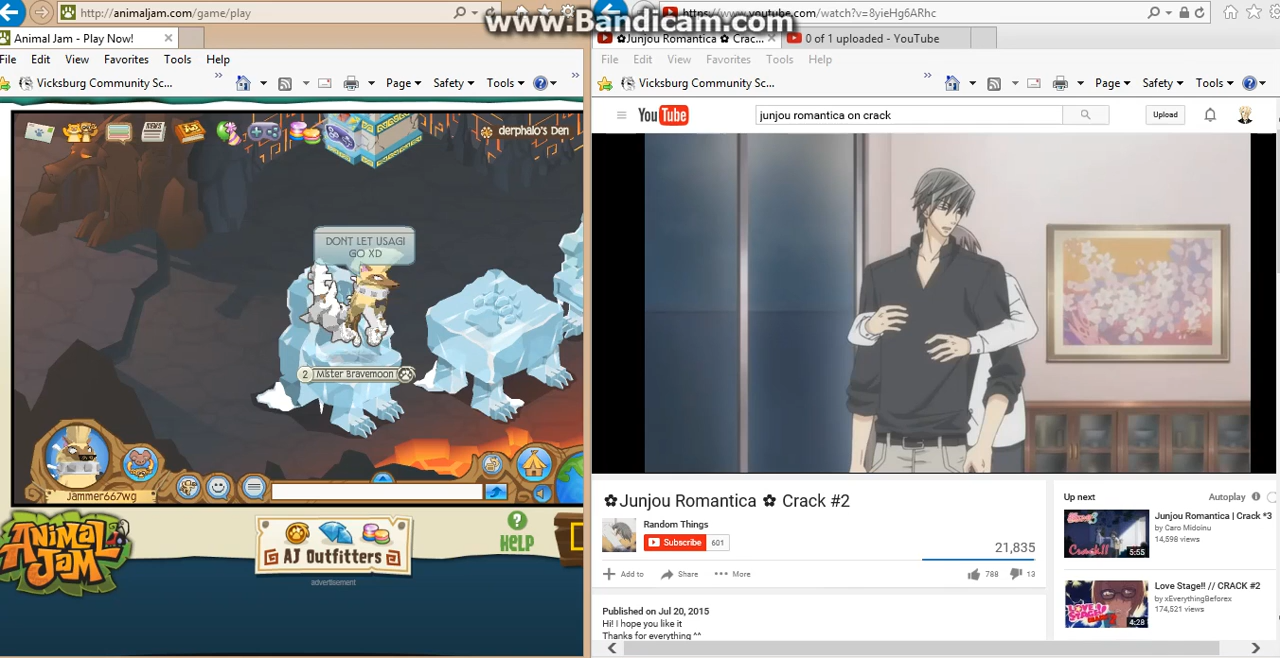 www.Bandicam.com
http://animaljam.com/game/play
Animal Jam - Play Now!
File Edit View Favorites Tools Help
Vicksburg Community Sc...
Page Safety Tools
NEWS
derphalo's Den
DONT LET USAGI
GO XD
2 Mister Bravemoon
Jammer667wg
ANIMAL
JAM
AJ Outfitters
advertisement
HELP
https://www.youtube.com/watch?v=8yieHg6ARhc
✿Junjou Romantica ✿ Crac...
0 of 1 uploaded - YouTube
File Edit View Favorites Tools Help
Vicksburg Community Sc...
Page Safety Tools
YouTube
junjou romantica on crack
Upload
✿Junjou Romantica ✿ Crack #2
Random Things
Subscribe 601
21,835
Add to Share More
788 13
Published on Jul 20, 2015
Hi! I hope you like it
Thanks for everything ^^
Up next
Autoplay
Junjou Romantica | Crack *3
by Caro Midoinu
14,598 views
5:55
Love Stage!! // CRACK #2
by xEverythingBeforex
174,521 views
4:28